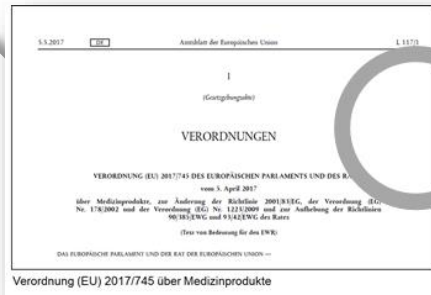 5.5.2017 DE Amtsblatt der Europäischen Union L 117/1
I
(Gesetzgebungsakte)
VERORDNUNGEN
VERORDNUNG (EU) 2017/745 DES EUROPÄISCHEN PARLAMENTS UND DES
vom 5. April 2017
über Medizinprodukte, zur Änderung der Richtlinie 2001/83/EG, der Verordnung (EG)
Nr. 178/2002 und der Verordnung (EG) Nr. 1223/2009 und zur Aufhebung der Richtlinien
90/385/EWG und 93/42/EWG des Rates
(Text von Bedeutung für den EWR)
DAS EUROPÄISCHE PARLAMENT UND DER RAT DER EUROPÄISCHEN UNION —
Verordnung (EU) 2017/745 über Medizinprodukte